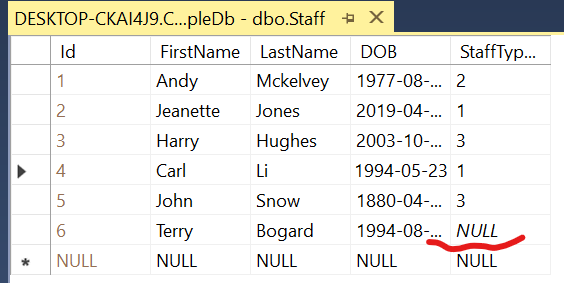 DESKTOP-CKAI4J9.C...pleDb - dbo.Staff
Id FirstName LastName DOB StaffTyp...
1 Andy Mckelvey 1977-08-... 2
2 Jeanette Jones 2019-04-... 1
3 Harry Hughes 2003-10-... 3
4 Carl Li 1994-05-23 1
5 John Snow 1880-04-... 3
6 Terry Bogard 1994-08-... NULL
* NULL NULL NULL NULL NULL